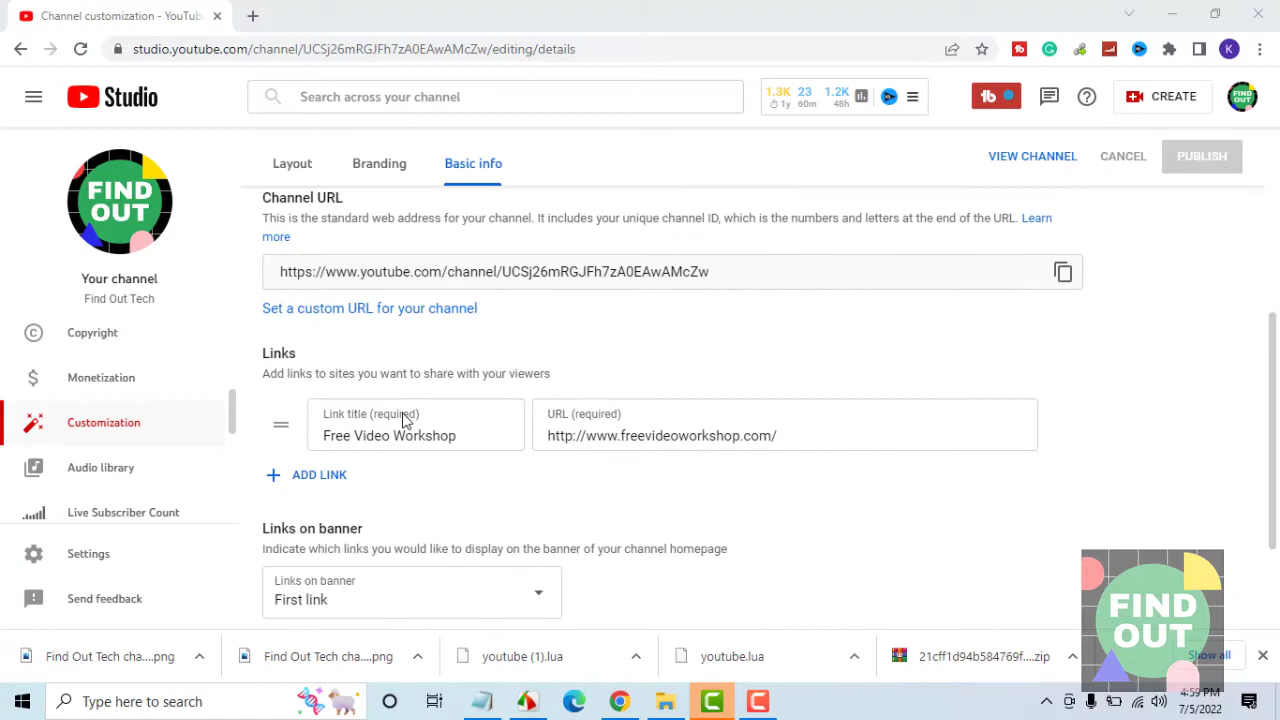 Channel customization - YouTub
studio.youtube.com/channel/UCSj26mRGJFh7zA0EAwAMcZw/editing/details
K
Studio
Search across your channel
1.3K 23 1.2K
1y 60m 48h
CREATE
FIND OUT
Layout Branding Basic info
VIEW CHANNEL CANCEL PUBLISH
FIND
OUT
Your channel
Find Out Tech
Copyright
Monetization
Customization
Audio library
Live Subscriber Count
Settings
Send feedback
Channel URL
This is the standard web address for your channel. It includes your unique channel ID, which is the numbers and letters at the end of the URL. Learn
more
https://www.youtube.com/channel/UCSj26mRGJFh7zA0EAwAMcZw
Set a custom URL for your channel
Links
Add links to sites you want to share with your viewers
Link title (required)
Free Video Workshop
URL (required)
http://www.freevideoworkshop.com/
ADD LINK
Links on banner
Indicate which links you would like to display on the banner of your channel homepage
Links on banner
First link
FIND
OUT
Find Out Tech cha....png
Find Out Tech cha....png
youtube (1).lua
youtube.lua
21cff1d94b584769f....zip
Show all
Type here to search
4:59 PM
7/5/2022